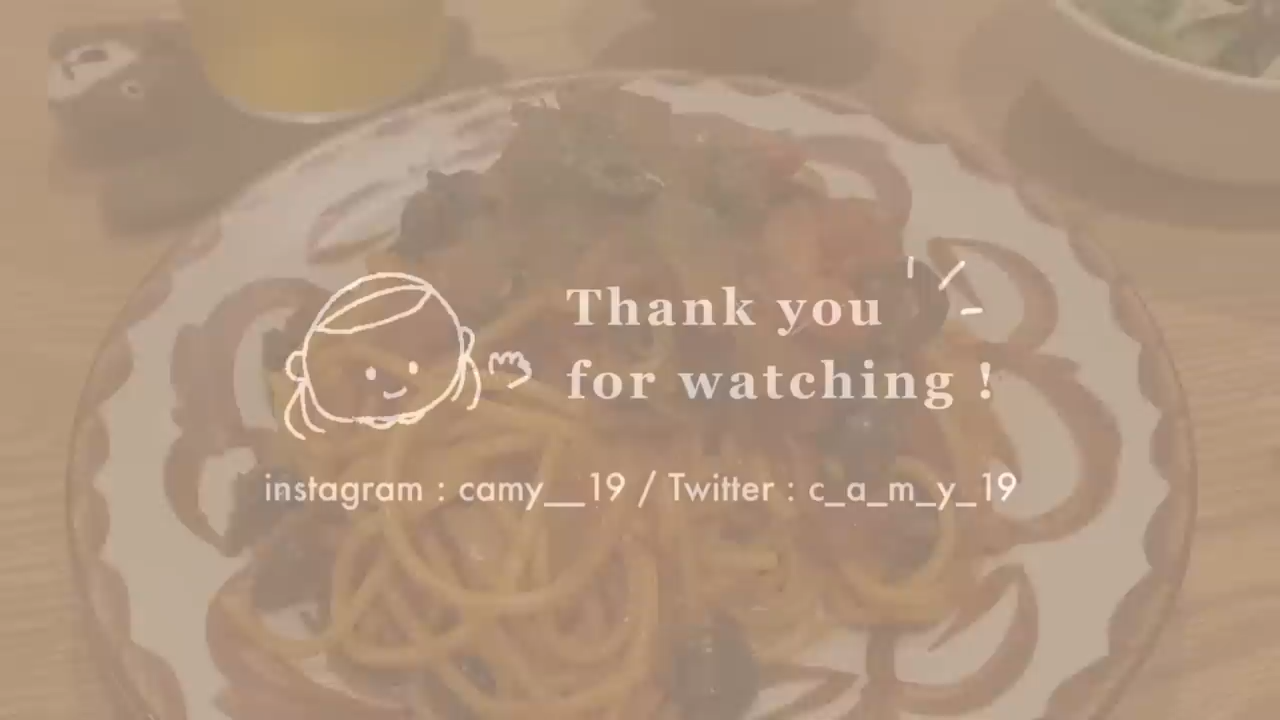 Thank you
for watching !
instagram : camy__19 / Twitter : c_a_m_y_19